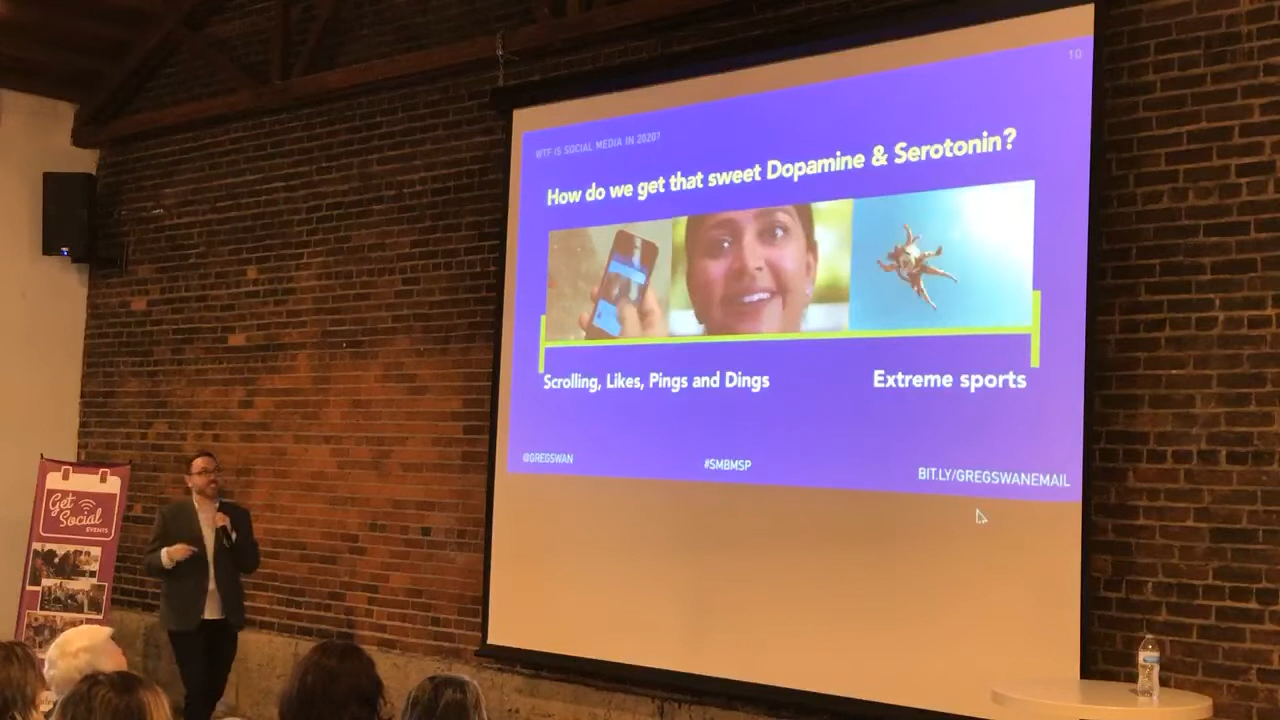 10
WTF IS SOCIAL MEDIA IN 2020?
How do we get that sweet Dopamine & Serotonin?
Scrolling, Likes, Pings and Dings
Extreme sports
@GREGSWAN
#SMBMSP
BIT.LY/GREGSWANEMAIL
Get
Social
EVENTS